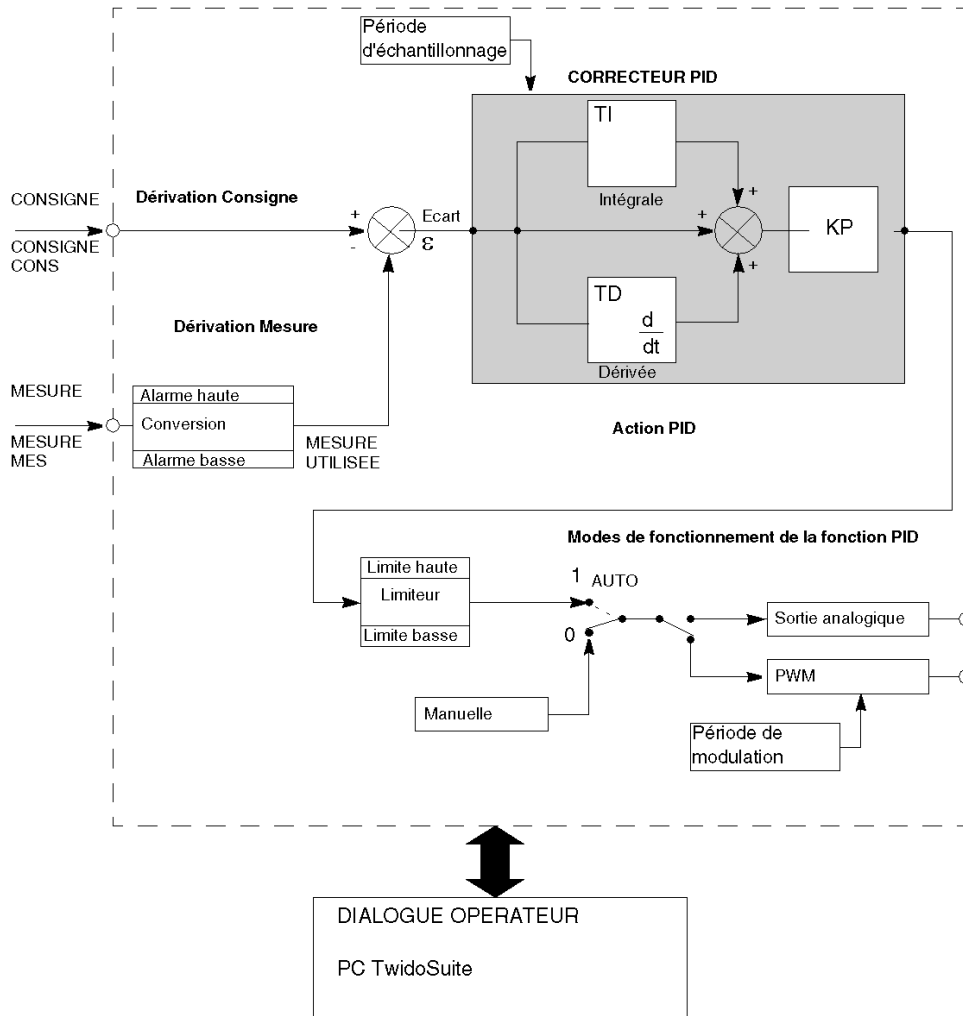 Période
d'échantillonnage
CORRECTEUR PID
TI
Intégrale
CONSIGNE
Dérivation Consigne
CONSIGNE
CONS
+
-
Ecart
ε
+
+
+
KP
TD
d
dt
Dérivée
Dérivation Mesure
MESURE
MESURE
MES
Alarme haute
Conversion
Alarme basse
MESURE
UTILISEE
Action PID
Modes de fonctionnement de la fonction PID
Limite haute
Limiteur
Limite basse
1
AUTO
0
Sortie analogique
Manuelle
PWM
Période de
modulation
DIALOGUE OPERATEUR
PC TwidoSuite